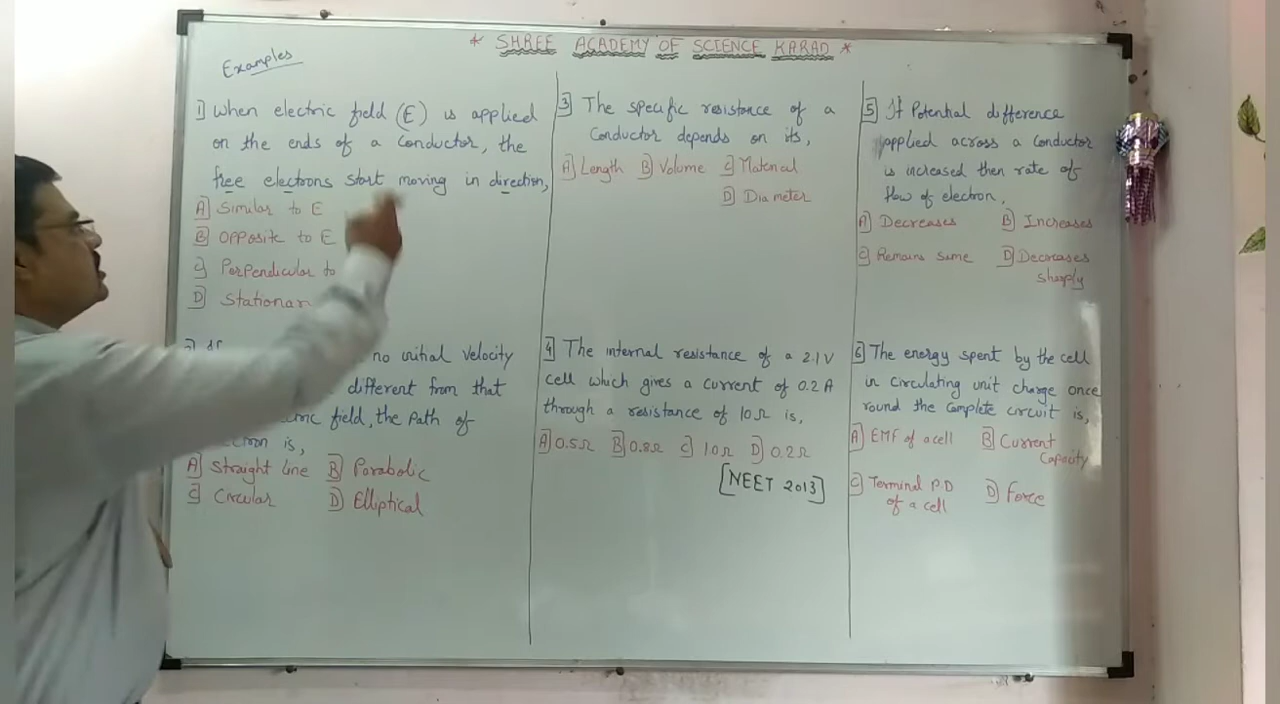 * SHREE ACADEMY OF SCIENCE KARAD *
Examples
1] When electric field (E) is applied
on the ends of a conductor, the
free electrons start moving in direction,
A] Similar to E
B] Opposite to E
C] Perpendicular to
D] Stationar
no initial velocity
different from that
field, the path of
is,
A] Straight line B] Parabolic
C] Circular D] Elliptical
3] The specific resistance of a
Conductor depends on its,
A] Length B] Volume C] Material
D] Diameter
4] The internal resistance of a 2.1V
cell which gives a current of 0.2 A
through a resistance of 10 Ω is,
A] 0.5Ω B] 0.8Ω C] 10Ω D] 0.2Ω
[NEET 2013]
5] If Potential difference
applied across a conductor
is increased then rate of
flow of electron,
A] Decreases B] Increases
C] Remains same D] Decreases
sharply
6] The energy spent by the cell
in circulating unit charge once
round the complete circuit is,
A] EMF of a cell B] Current
Capacity
C] Terminal P.D D] Force
of a cell